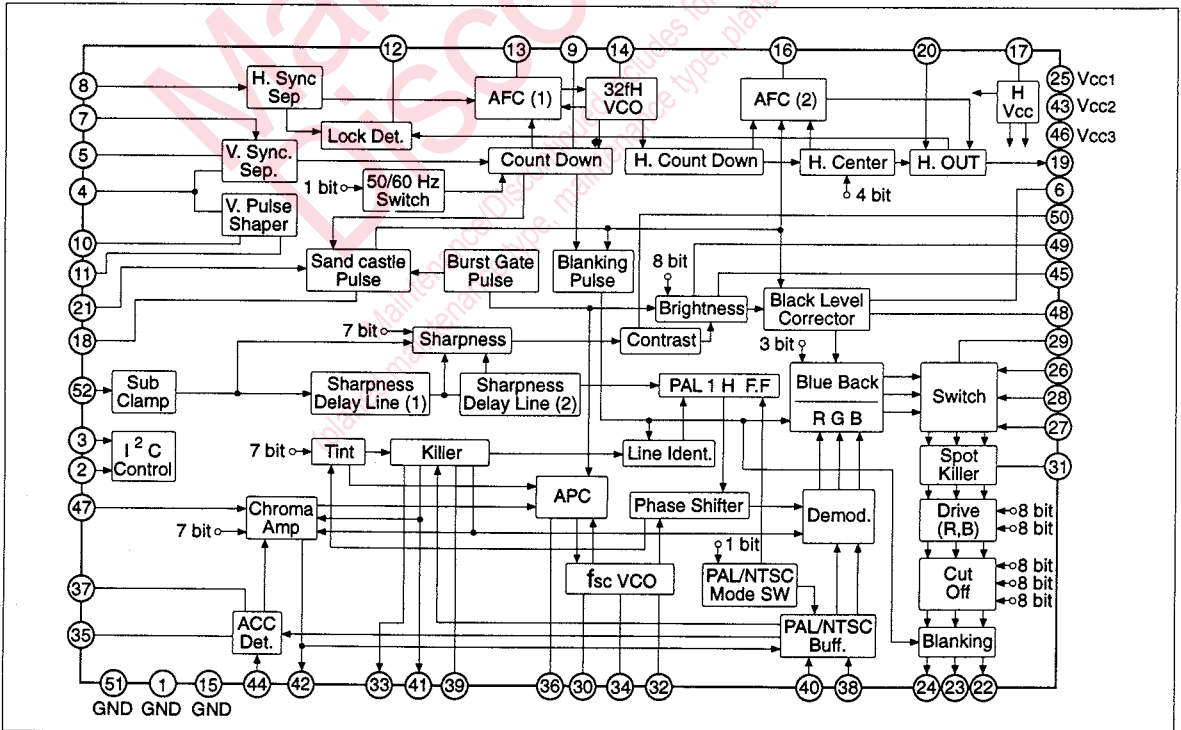 12 13 9 14 16 20 17
8 H. Sync Sep
AFC (1)
32fH VCO
AFC (2)
H Vcc
25 Vcc1
43 Vcc2
46 Vcc3
7
Lock Det.
5 V. Sync. Sep.
Count Down
H. Count Down
H. Center
H. OUT
19
4
1 bit
50/60 Hz Switch
4 bit
6
V. Pulse Shaper
50
10
49
11
Sand castle Pulse
Burst Gate Pulse
Blanking Pulse
8 bit
45
21
Brightness
Black Level Corrector
48
18
7 bit
Sharpness
Contrast
3 bit
29
52 Sub Clamp
Sharpness Delay Line (1)
Sharpness Delay Line (2)
PAL 1 H F.F
Blue Back
R G B
Switch
26
28
27
3
2
I² C Control
7 bit
Tint
Killer
Line Ident.
Spot Killer
31
47
Chroma Amp
7 bit
APC
Phase Shifter
Demod.
Drive (R,B)
8 bit
8 bit
1 bit
fsc VCO
PAL/NTSC Mode SW
Cut Off
8 bit
8 bit
8 bit
37
35
ACC Det.
PAL/NTSC Buff.
Blanking
51 1 15 44 42 33 41 39 36 30 34 32 40 38 24 23 22
GND GND GND